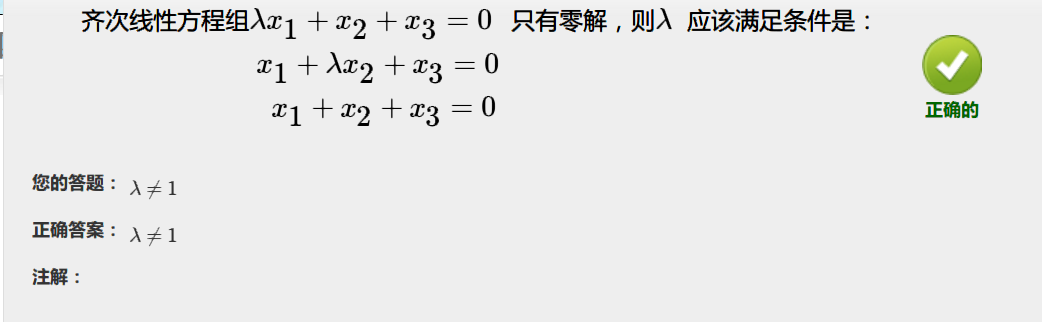 齐次线性方程组λx₁ + x₂ + x₃ = 0 只有零解，则λ 应该满足条件是：
x₁ + λx₂ + x₃ = 0
x₁ + x₂ + x₃ = 0
正确的
您的答题： λ ≠ 1
正确答案： λ ≠ 1
注解：